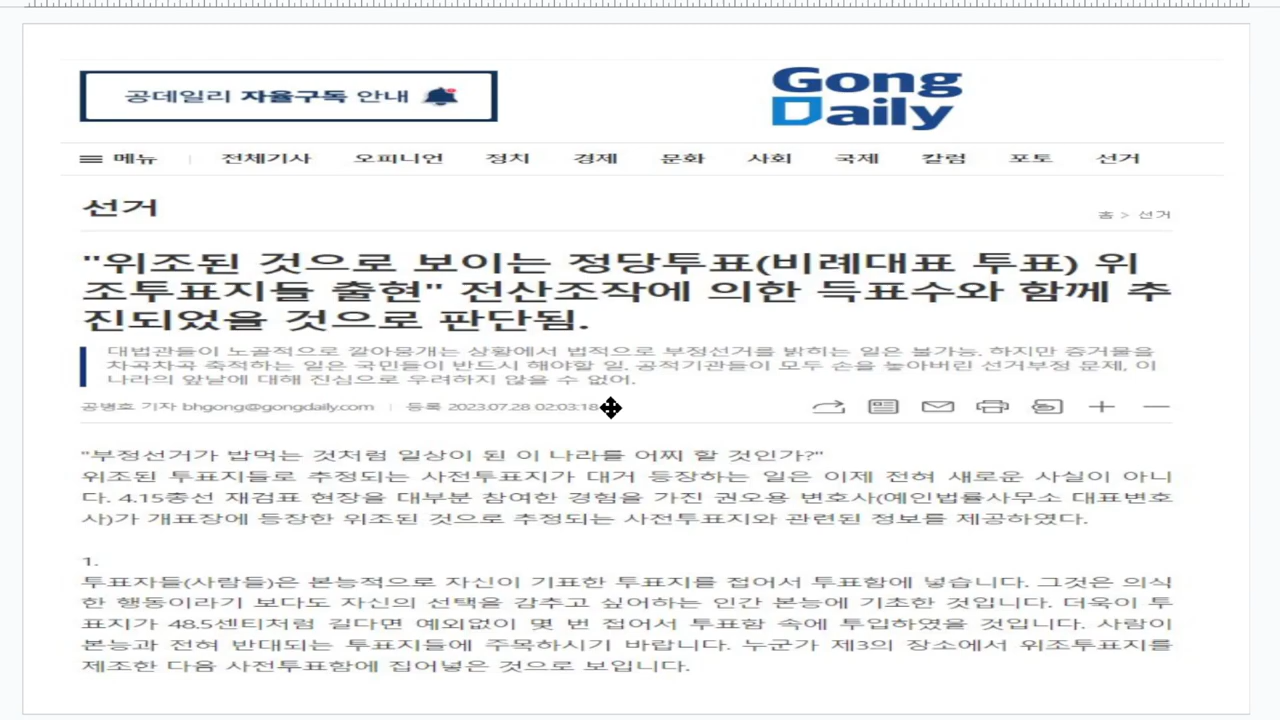 공데일리 자율구독 안내
Gong
Daily
메뉴 전체기사 오피니언 정치 경제 문화 사회 국제 칼럼 포토 선거
선거
홈 > 선거
"위조된 것으로 보이는 정당투표(비례대표 투표) 위
조투표지들 출현" 전산조작에 의한 득표수와 함께 추
진되었을 것으로 판단됨.
대법관들이 노골적으로 깔아뭉개는 상황에서 법적으로 부정선거를 밝히는 일은 불가능. 하지만 증거물을
차곡차곡 축적하는 일은 국민들이 반드시 해야할 일. 공적기관들이 모두 손을 놓아버린 선거부정 문제, 이
나라의 앞날에 대해 진심으로 우려하지 않을 수 없어.
공병호 기자 bhgong@gongdaily.com 등록 2023.07.28 02:03:18
"부정선거가 밥먹는 것처럼 일상이 된 이 나라를 어찌 할 것인가?"
위조된 투표지들로 추정되는 사전투표지가 대거 등장하는 일은 이제 전혀 새로운 사실이 아니
다. 4.15총선 재검표 현장을 대부분 참여한 경험을 가진 권오용 변호사(예인법률사무소 대표변호
사)가 개표장에 등장한 위조된 것으로 추정되는 사전투표지와 관련된 정보를 제공하였다.
1.
투표자들(사람들)은 본능적으로 자신이 기표한 투표지를 접어서 투표함에 넣습니다. 그것은 의식
한 행동이라기 보다도 자신의 선택을 감추고 싶어하는 인간 본능에 기초한 것입니다. 더욱이 투
표지가 48.5센티처럼 길다면 예외없이 몇 번 접어서 투표함 속에 투입하였을 것입니다. 사람이
본능과 전혀 반대되는 투표지들에 주목하시기 바랍니다. 누군가 제3의 장소에서 위조투표지를
제조한 다음 사전투표함에 집어넣은 것으로 보입니다.